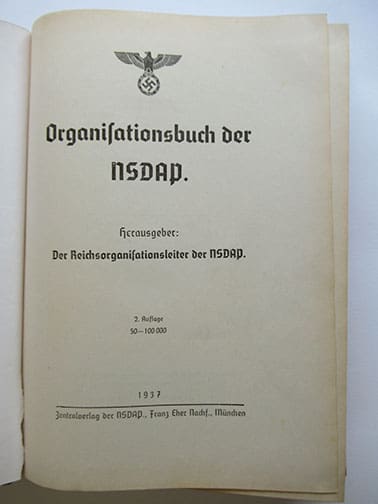 Organiſationsbuch der
NSDAP.
Herausgeber:
Der Reichsorganiſationsleiter der NSDAP.
2. Auflage
50—100 000
1937
Zentralverlag der NSDAP., Franz Eher Nachf., München